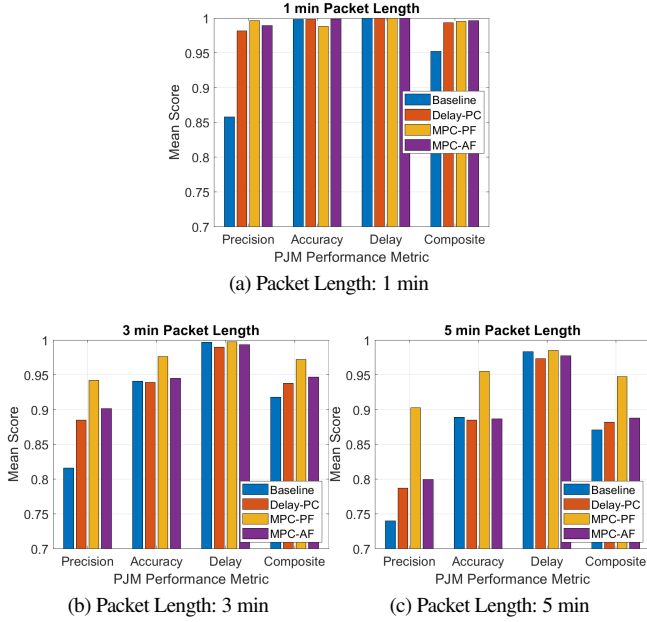 1 min Packet Length
1
0.95
0.9
0.85
0.8
0.75
0.7
Mean Score
Baseline
Delay-PC
MPC-PF
MPC-AF
Precision Accuracy Delay Composite
PJM Performance Metric
(a) Packet Length: 1 min
3 min Packet Length
1
0.95
0.9
0.85
0.8
0.75
0.7
Mean Score
Baseline
Delay-PC
MPC-PF
MPC-AF
Precision Accuracy Delay Composite
PJM Performance Metric
(b) Packet Length: 3 min
5 min Packet Length
1
0.95
0.9
0.85
0.8
0.75
0.7
Mean Score
Baseline
Delay-PC
MPC-PF
MPC-AF
Precision Accuracy Delay Composite
PJM Performance Metric
(c) Packet Length: 5 min